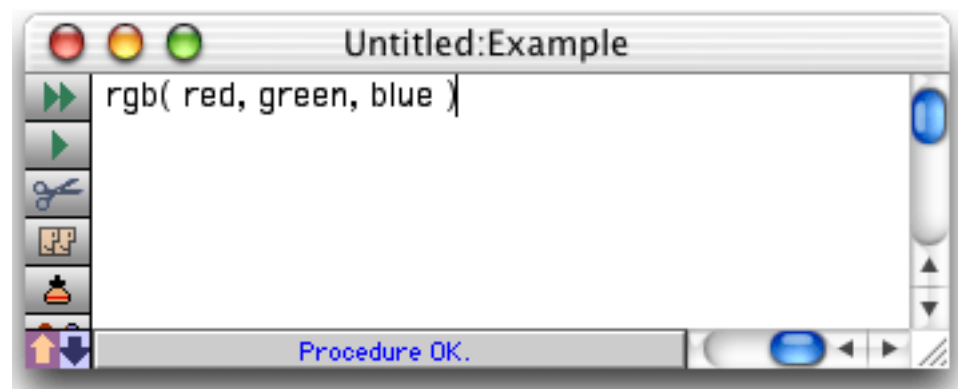 Untitled:Example
rgb( red, green, blue )
Procedure OK.